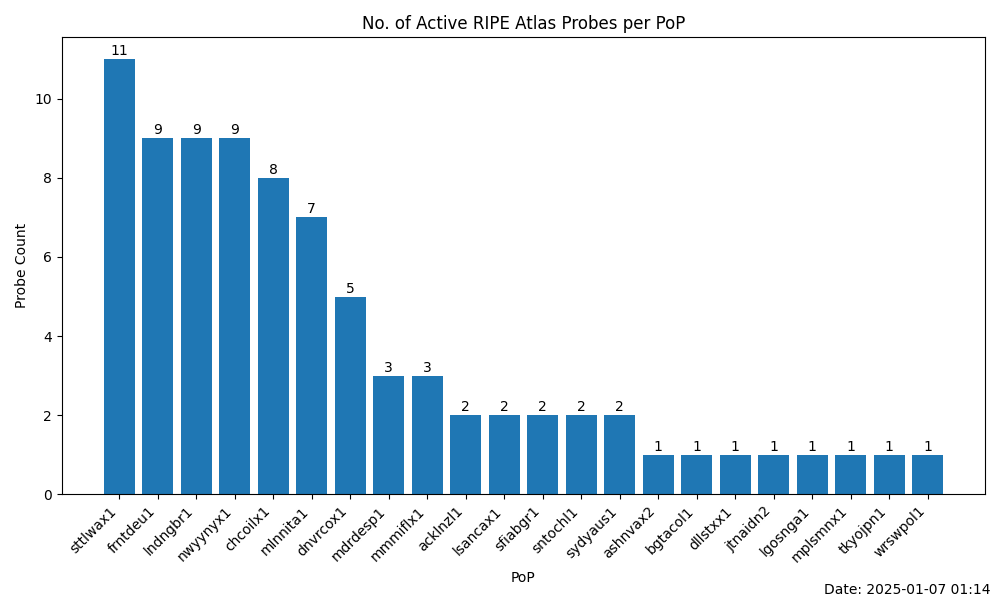 No. of Active RIPE Atlas Probes per PoP
Probe Count
10
8
6
4
2
0
11
9
9
9
8
7
5
3
3
2
2
2
2
2
1
1
1
1
1
1
1
1
sttlwax1
frntdeu1
lndngbr1
nwyynyx1
chcoilx1
mlnnita1
dnvrcox1
mdrdesp1
mmmiflx1
acklnzl1
lsancax1
sfiabgr1
sntochl1
sydyaus1
ashnvax2
bgtacol1
dllstxx1
jtnaidn2
lgosnga1
mplsmnx1
tkyojpn1
wrswpol1
PoP
Date: 2025-01-07 01:14